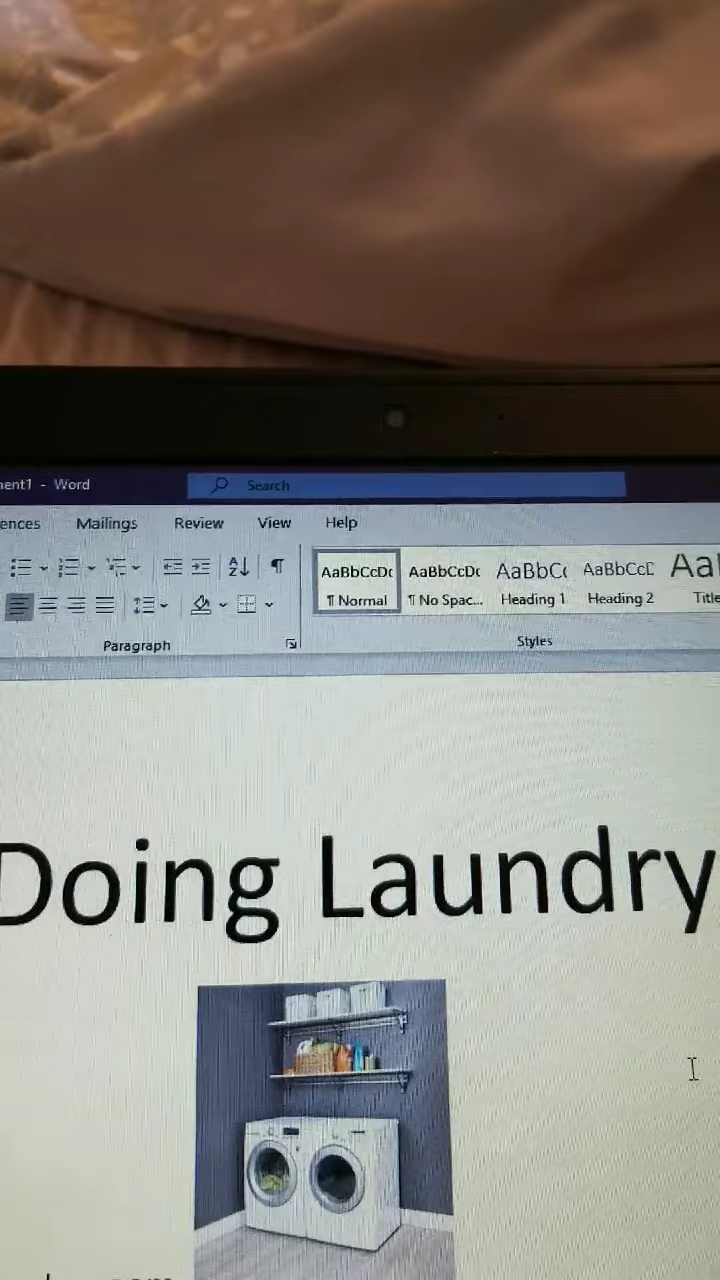 ment1 - Word
Search
ences Mailings Review View Help
AaBbCcDc AaBbCcDc AaBbC( AaBbCcD Aa
¶ Normal ¶ No Spac... Heading 1 Heading 2 Title
Paragraph Styles
Doing Laundry